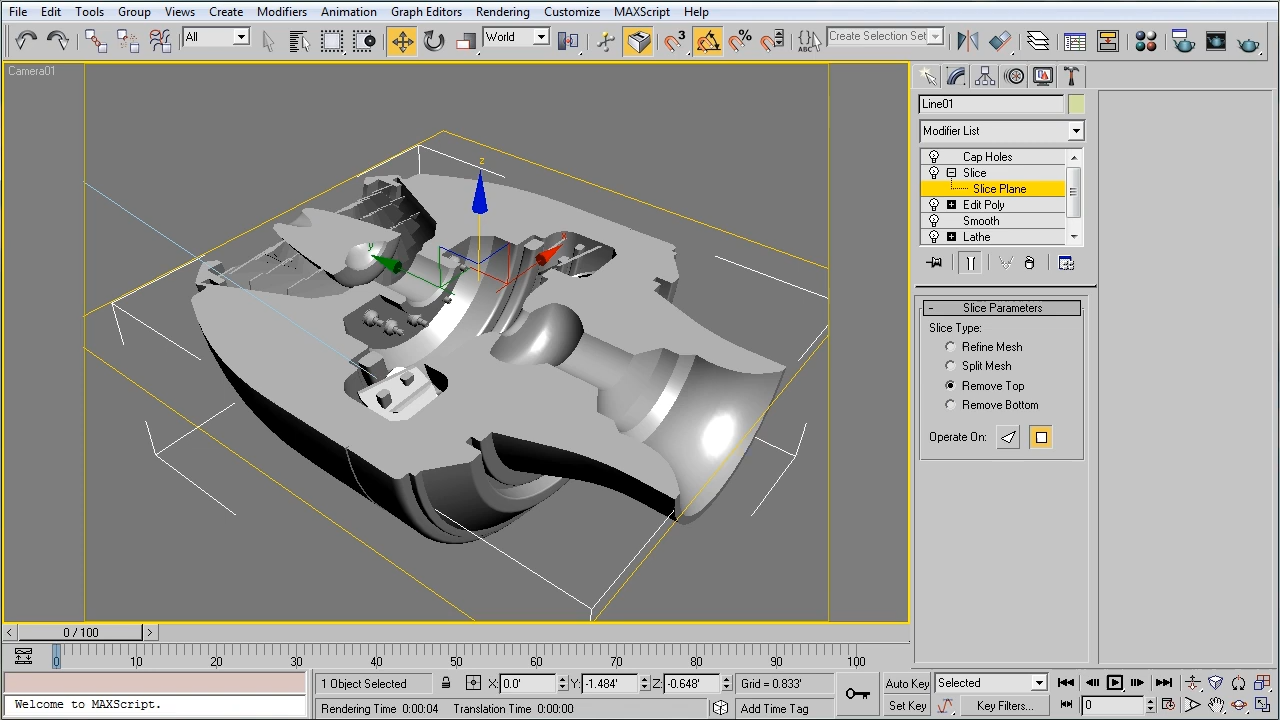 File Edit Tools Group Views Create Modifiers Animation Graph Editors Rendering Customize MAXScript Help
All World 3 % ABC Create Selection Set
Camera01
Line01
Modifier List
Cap Holes
Slice
Slice Plane
Edit Poly
Smooth
Lathe
z
x
y
- Slice Parameters
Slice Type:
Refine Mesh
Split Mesh
Remove Top
Remove Bottom
Operate On:
< 0 / 100 >
0 10 20 30 40 50 60 70 80 90 100
1 Object Selected X: 0.0' Y: -1.484' Z: -0.648' Grid = 0.833' Auto Key Selected
Welcome to MAXScript. Rendering Time 0:00:04 Translation Time 0:00:00 Add Time Tag Set Key Key Filters... 0